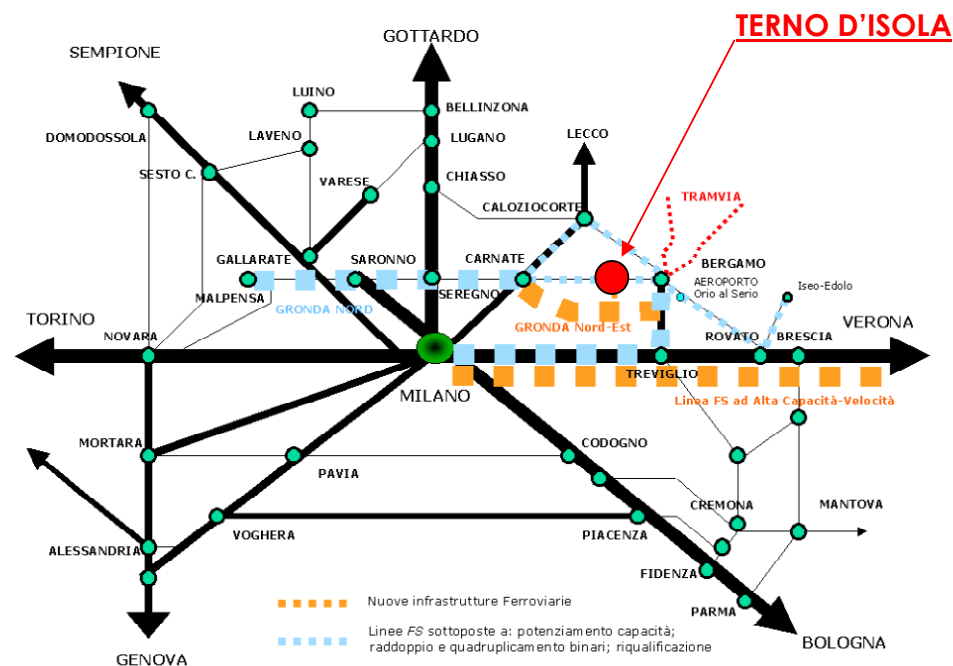 TERNO D'ISOLA
GOTTARDO
SEMPIONE
LUINO
BELLINZONA
DOMODOSSOLA
LAVENO
LUGANO
LECCO
SESTO C.
VARESE
CHIASSO
CALOZIOCORTE
TRAMVIA
GALLARATE
SARONNO
CARNATE
BERGAMO
AEROPORTO
Orio al Serio
Iseo-Edolo
MALPENSA
SEREGNO
GRONDA NORD
GRONDA Nord-Est
TORINO
VERONA
NOVARA
ROVATO
BRESCIA
TREVIGLIO
MILANO
Linea FS ad Alta Capacità-Velocità
MORTARA
CODOGNO
PAVIA
CREMONA
MANTOVA
VOGHERA
PIACENZA
ALESSANDRIA
FIDENZA
PARMA
Nuove infrastrutture Ferroviarie
Linee FS sottoposte a: potenziamento capacità;
raddoppio e quadruplicamento binari; riqualificazione
BOLOGNA
GENOVA